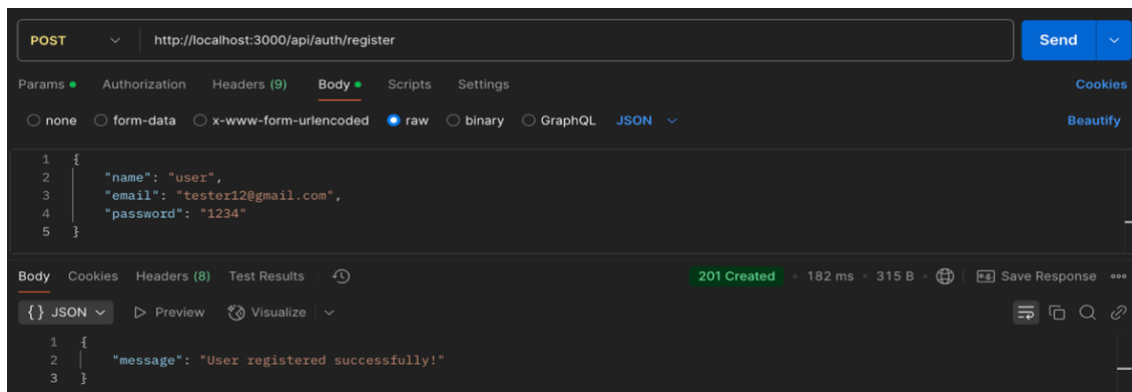 POST http://localhost:3000/api/auth/register Send
Params Authorization Headers (9) Body Scripts Settings Cookies
none form-data x-www-form-urlencoded raw binary GraphQL JSON Beautify
1 {
2 "name": "user",
3 "email": "tester12@gmail.com",
4 "password": "1234"
5 }
Body Cookies Headers (8) Test Results 201 Created • 182 ms • 315 B • e.g. Save Response
{} JSON Preview Visualize
1 {
2 "message": "User registered successfully!"
3 }